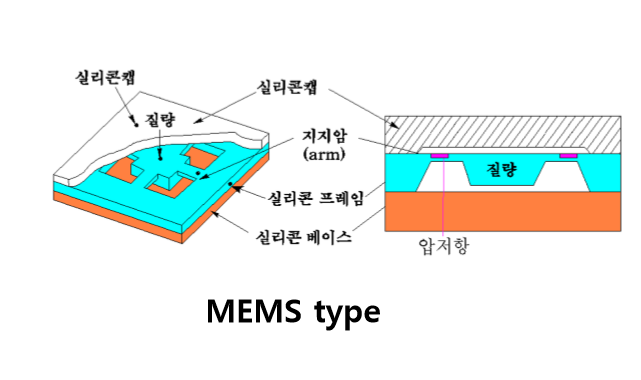 실리콘캡
실리콘캡
질량
지지암
(arm)
질량
실리콘 프레임
실리콘 베이스
압저항
MEMS type